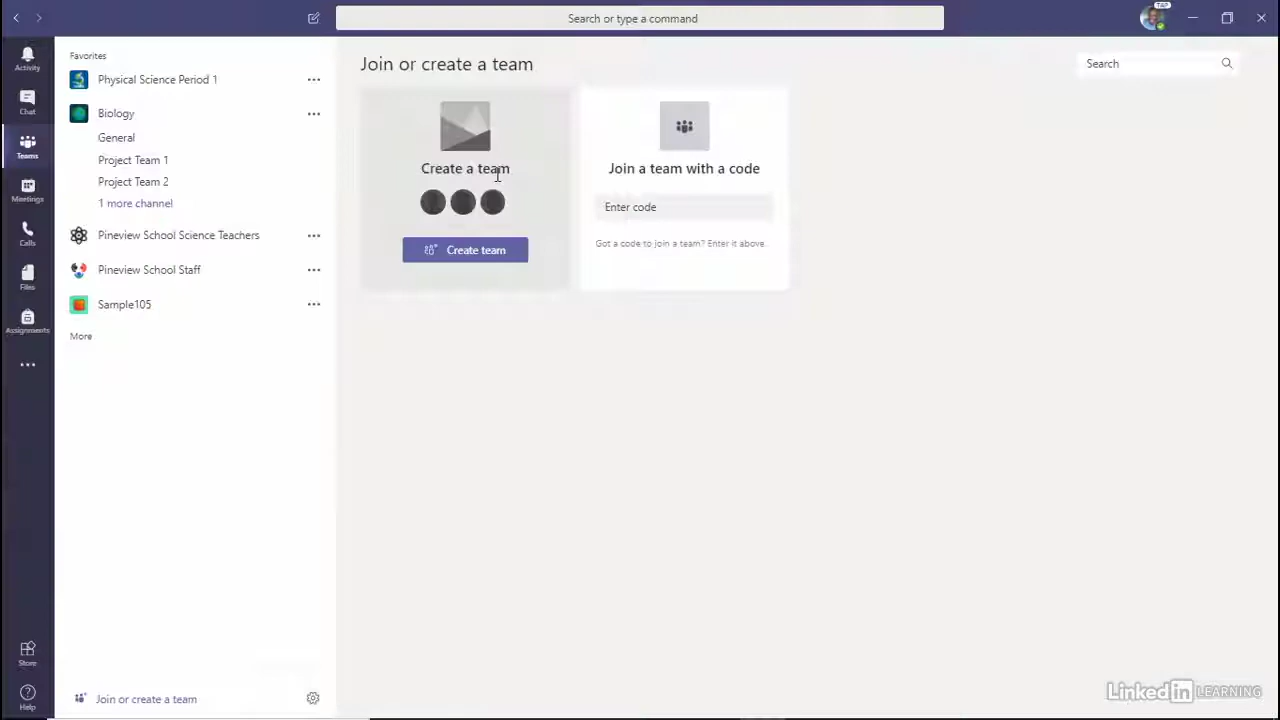 Search or type a command
TAP
Activity
Chat
Teams
Meetings
Calls
Files
Assignments
Store
Help
Favorites
Physical Science Period 1
Biology
General
Project Team 1
Project Team 2
1 more channel
Pineview School Science Teachers
Pineview School Staff
Sample105
More
Join or create a team
Join or create a team
Search
Create a team
Create team
Join a team with a code
Enter code
Got a code to join a team? Enter it above.
LinkedIn LEARNING